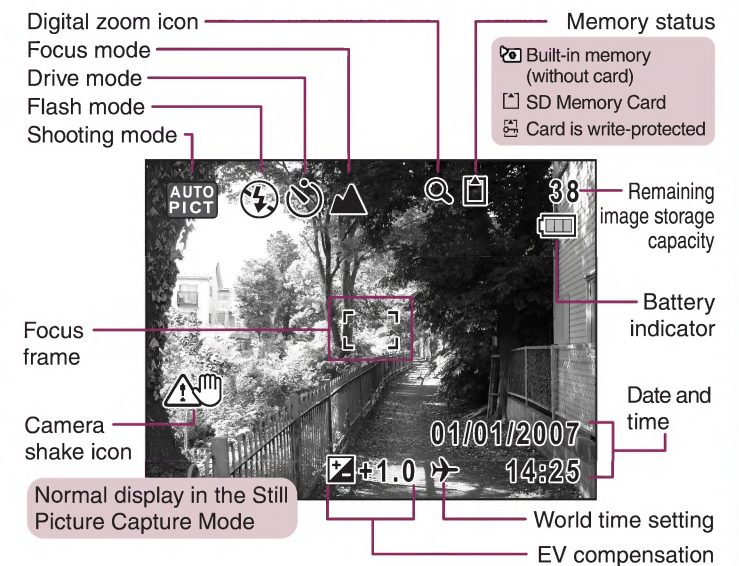 Digital zoom icon
Focus mode
Drive mode
Flash mode
Shooting mode
Memory status
Built-in memory
(without card)
SD Memory Card
Card is write-protected
AUTO
PICT
38
Remaining
image storage
capacity
Battery
indicator
Focus
frame
Camera
shake icon
Date and
time
01/01/2007
+1.0
14:25
Normal display in the Still
Picture Capture Mode
World time setting
EV compensation